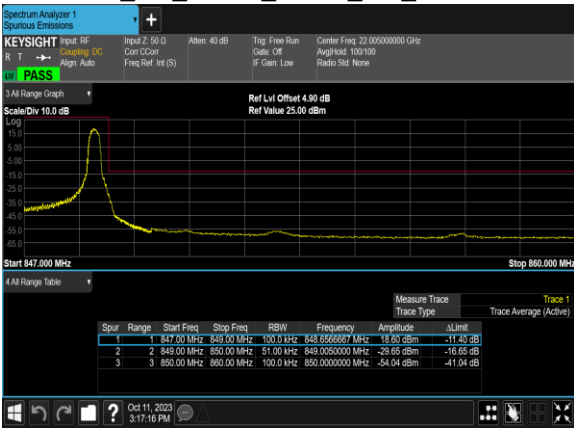 Spectrum Analyzer 1
Spurious Emissions
KEYSIGHT Input: RF Input Z: 50 Ω Atten: 40 dB Trig: Free Run Center Freq: 22.005000000 GHz
R T Coupling: DC Corr CCorr Gate: Off Avg|Hold: 100/100
Align: Auto Freq Ref: Int (S) IF Gain: Low Radio Std: None
PASS
3 All Range Graph
Ref Lvl Offset 4.90 dB
Scale/Div 10.0 dB Ref Value 25.00 dBm
Log
15.0
5.00
-5.00
-15.0
-25.0
-35.0
-45.0
-55.0
-65.0
Start 847.000 MHz Stop 860.000 MHz
4 All Range Table
Measure Trace Trace 1
Trace Type Trace Average (Active)
Spur Range Start Freq Stop Freq RBW Frequency Amplitude ΔLimit
1 1 847.00 MHz 849.00 MHz 100.0 kHz 848.6566667 MHz 18.60 dBm -11.40 dB
2 2 849.00 MHz 850.00 MHz 51.00 kHz 849.0050000 MHz -29.65 dBm -16.65 dB
3 3 850.00 MHz 860.00 MHz 100.0 kHz 850.0000000 MHz -54.04 dBm -41.04 dB
? Oct 11, 2023
3:17:16 PM